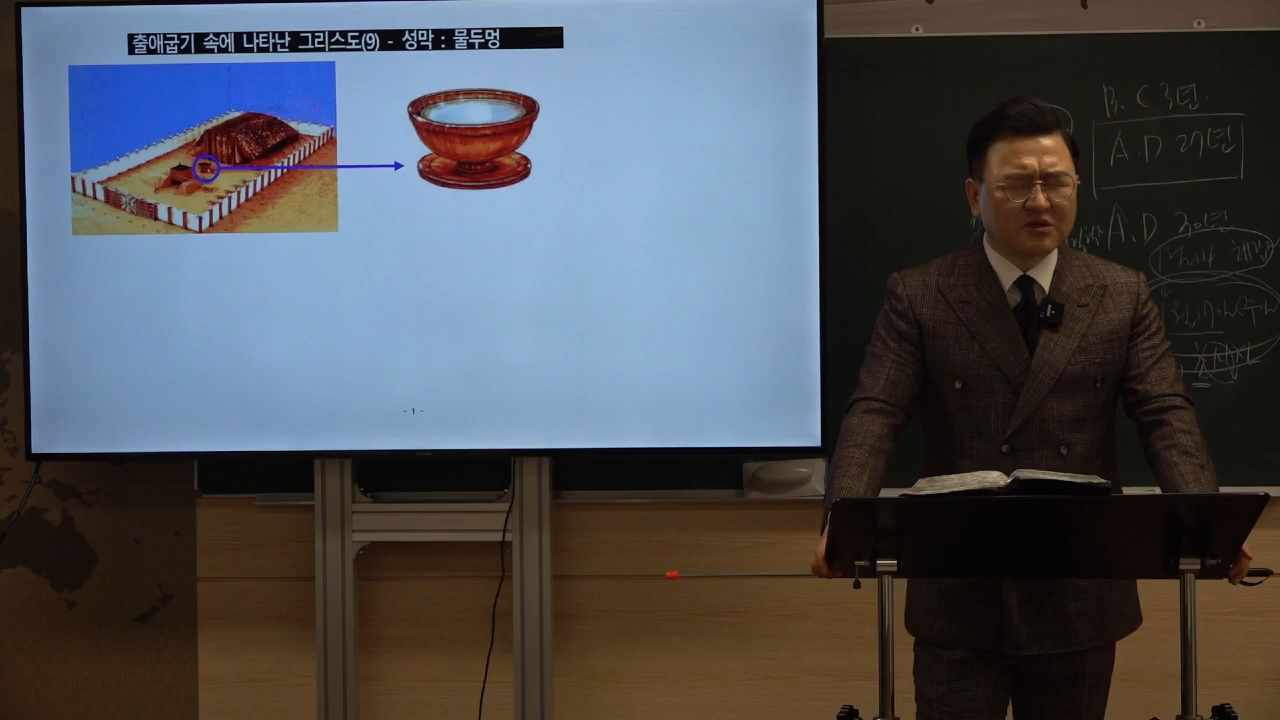 출애굽기 속에 나타난 그리스도(9) - 성막 : 물두멍
- 1 -
B. C 3년.
A.D 27년
A.D 30년